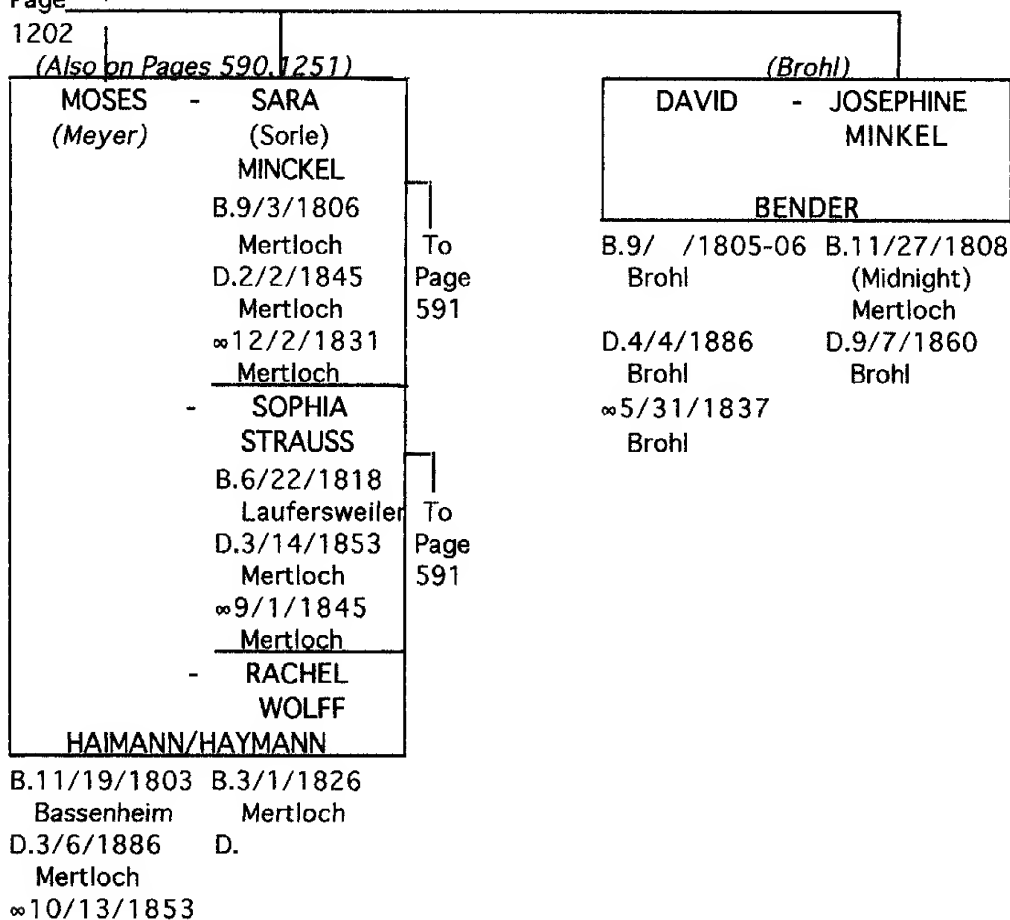 Page
1202
(Also on Pages 590,1251)
MOSES - SARA
(Meyer) (Sorle)
MINCKEL
B.9/3/1806
Mertloch
D.2/2/1845
Mertloch
∞12/2/1831
Mertloch
To
Page
591
- SOPHIA
STRAUSS
B.6/22/1818
Laufersweiler
D.3/14/1853
Mertloch
∞9/1/1845
Mertloch
To
Page
591
- RACHEL
WOLFF
HAIMANN/HAYMANN
B.11/19/1803 B.3/1/1826
Bassenheim Mertloch
D.3/6/1886 D.
Mertloch
∞10/13/1853
(Brohl)
DAVID - JOSEPHINE
MINKEL
BENDER
B.9/ /1805-06 B.11/27/1808
Brohl (Midnight)
Mertloch
D.4/4/1886 D.9/7/1860
Brohl Brohl
∞5/31/1837
Brohl